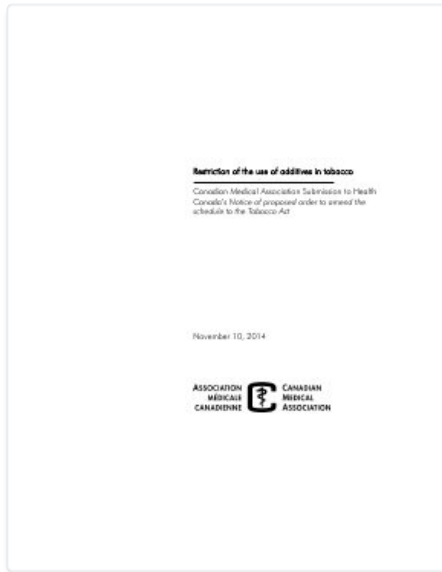 Restriction of the use of additives in tobacco
Canadian Medical Association Submission to Health
Canada's Notice of proposed order to amend the
schedule to the Tobacco Act
November 10, 2014
ASSOCIATION
MÉDICALE
CANADIENNE
CANADIAN
MEDICAL
ASSOCIATION